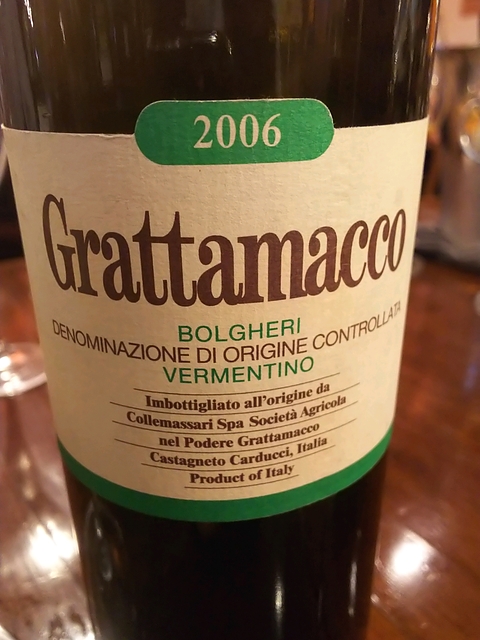 2006
Grattamacco
BOLGHERI
DENOMINAZIONE DI ORIGINE CONTROLLATA
VERMENTINO
Imbottigliato all'origine da
Collemassari Spa Società Agricola
nel Podere Grattamacco
Castagneto Carducci, Italia
Product of Italy